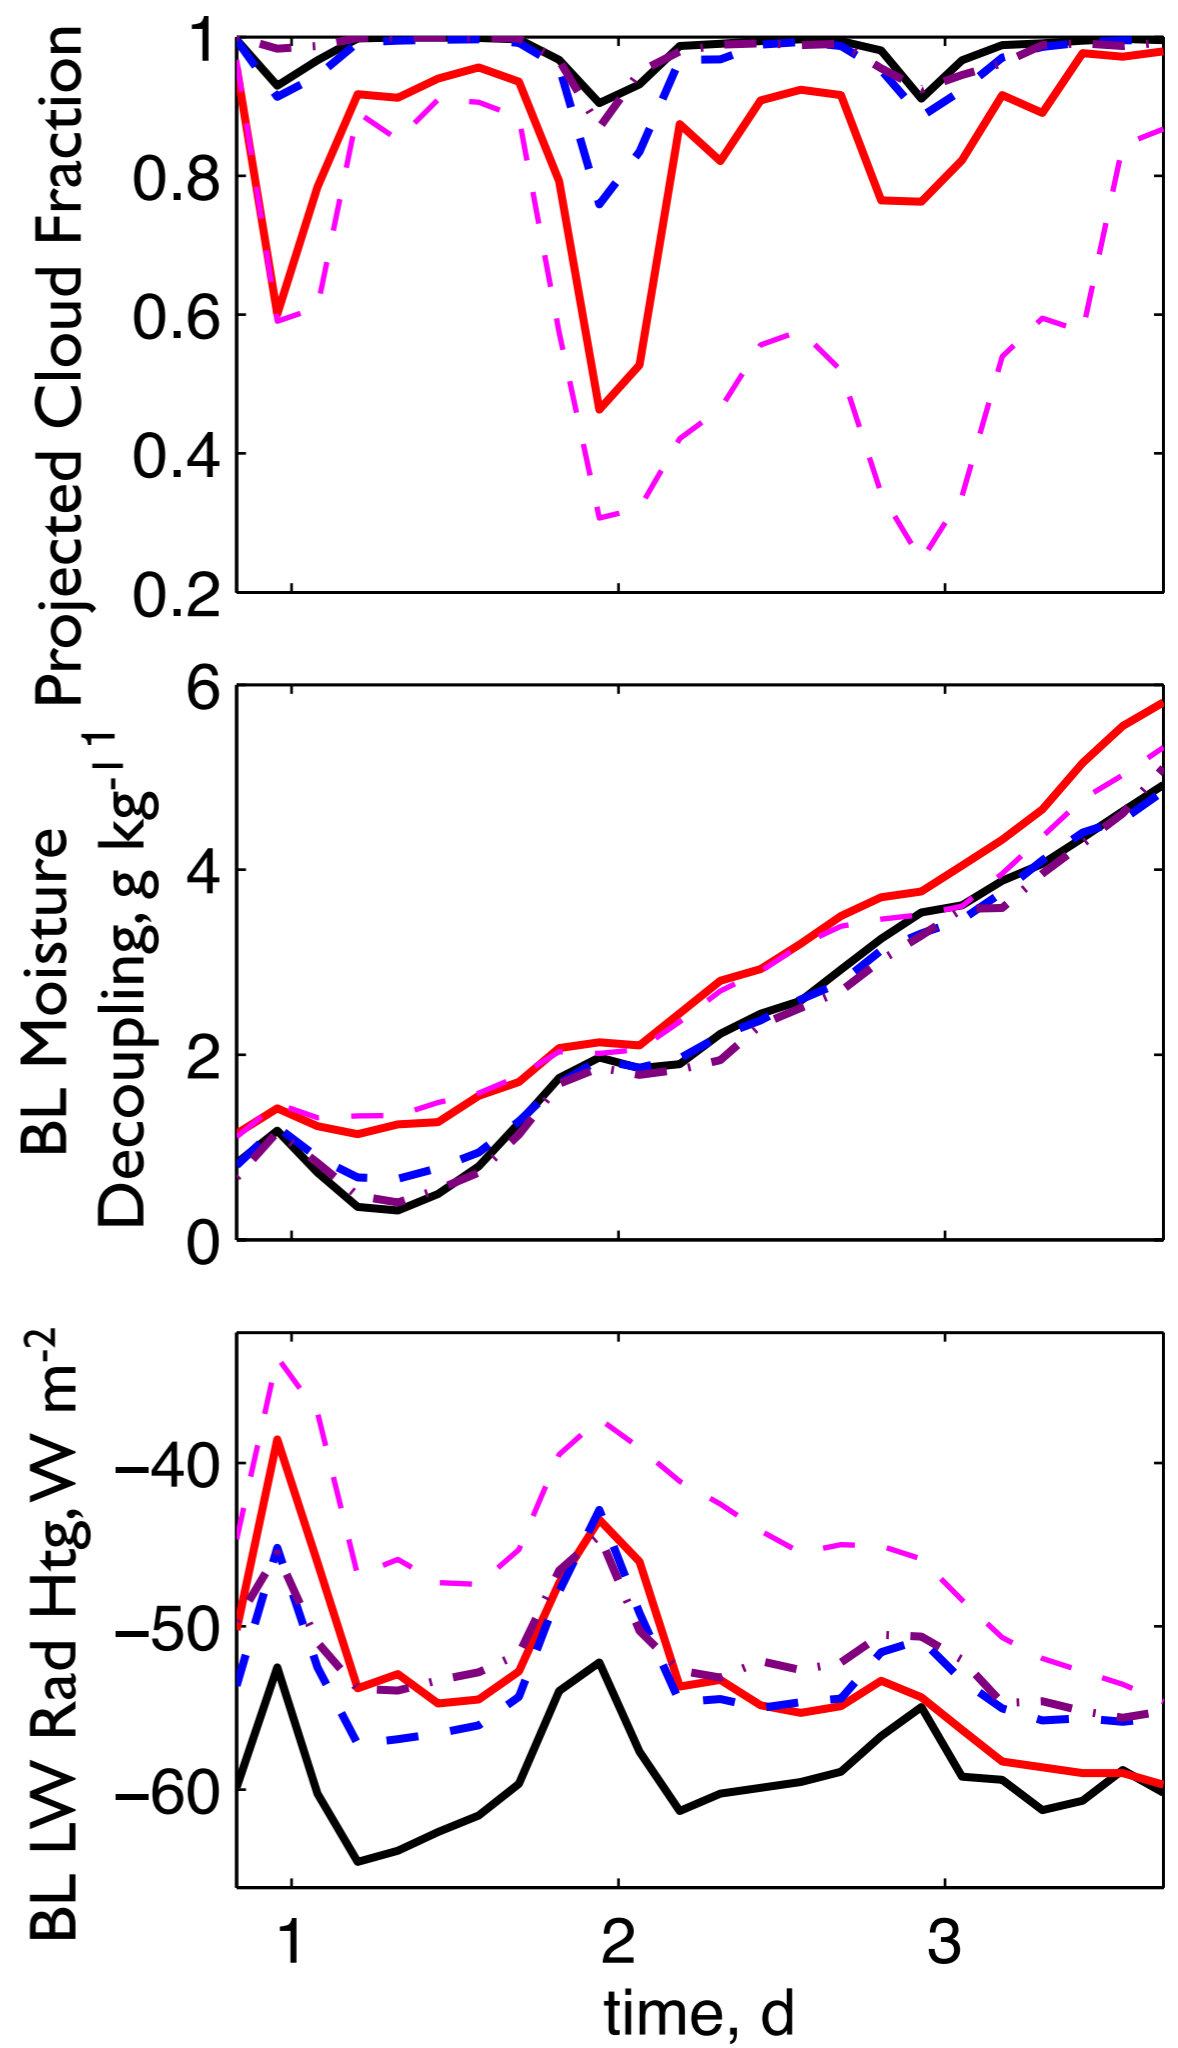 Projected Cloud Fraction
1
0.8
0.6
0.4
0.2
BL Moisture
Decoupling, g kg-1 1
6
4
2
0
BL LW Rad Htg, W m-2
−40
−50
−60
1 2 3
time, d